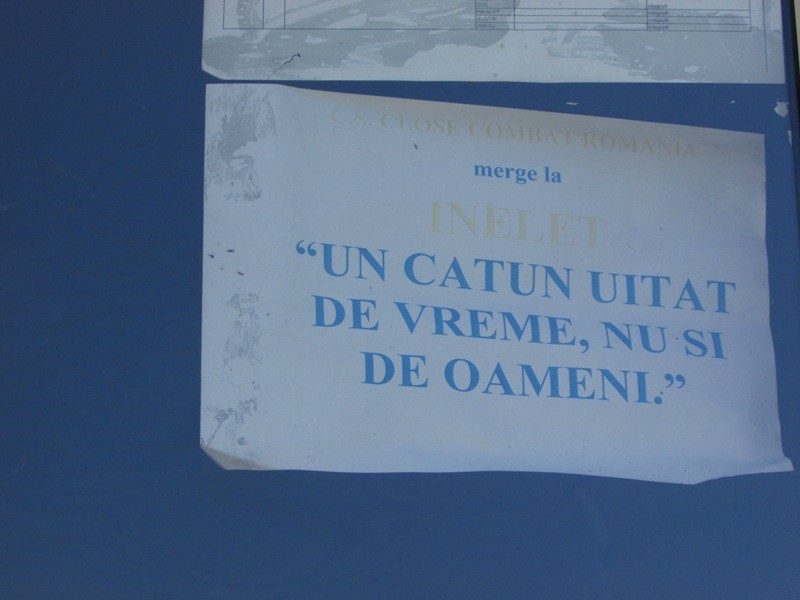 C.S. CLOSE COMBAT ROMANIA
merge la
INELET
“UN CATUN UITAT
DE VREME, NU SI
DE OAMENI.”